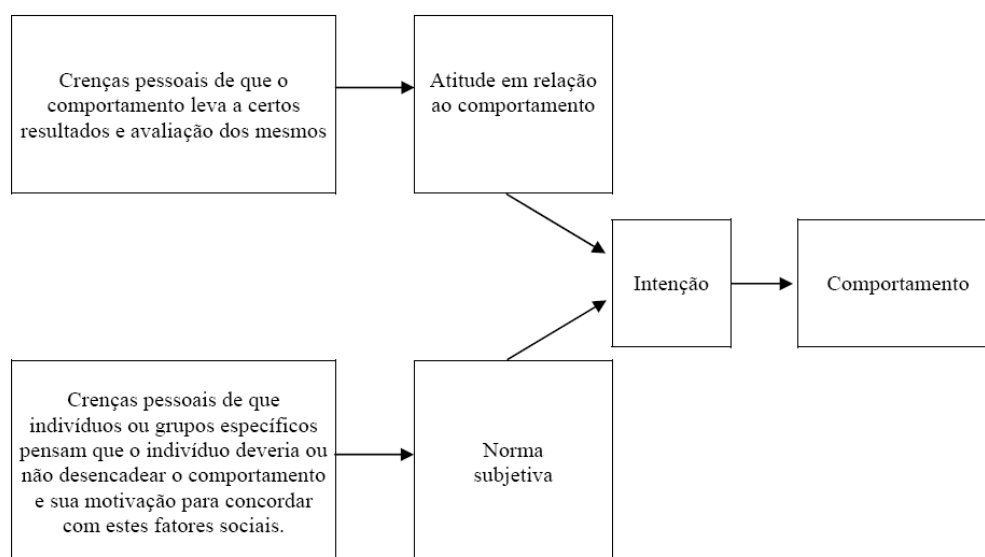 Crenças pessoais de que o
comportamento leva a certos
resultados e avaliação dos mesmos
Atitude em relação
ao comportamento
Intenção
Comportamento
Crenças pessoais de que
indivíduos ou grupos específicos
pensam que o indivíduo deveria ou
não desencadear o comportamento
e sua motivação para concordar
com estes fatores sociais.
Norma
subjetiva